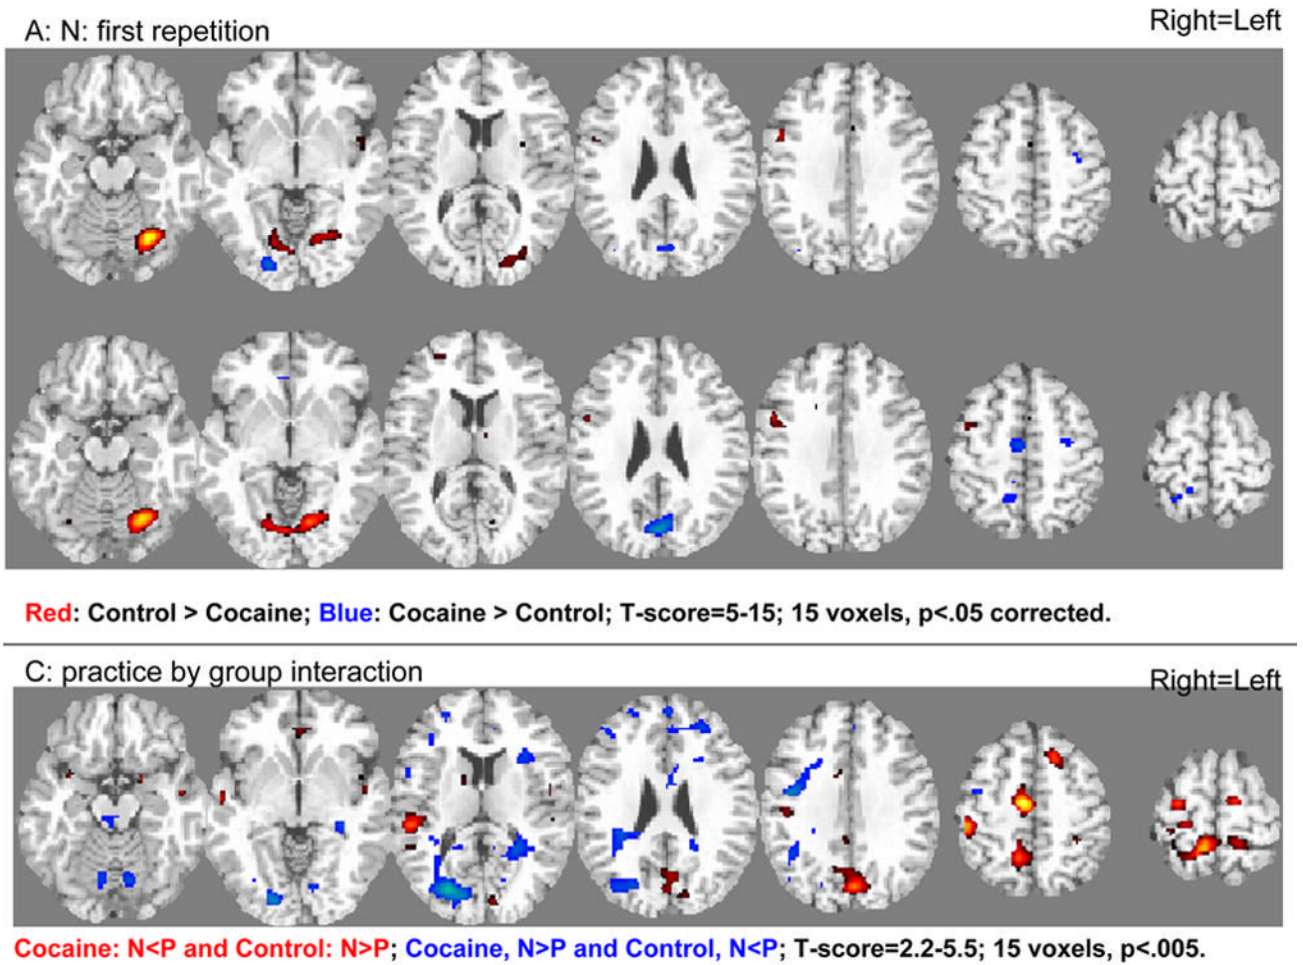 A: N: first repetition
Right=Left
Red: Control > Cocaine; Blue: Cocaine > Control; T-score=5-15; 15 voxels, p<.05 corrected.
C: practice by group interaction
Right=Left
Cocaine: N<P and Control: N>P; Cocaine, N>P and Control, N<P; T-score=2.2-5.5; 15 voxels, p<.005.